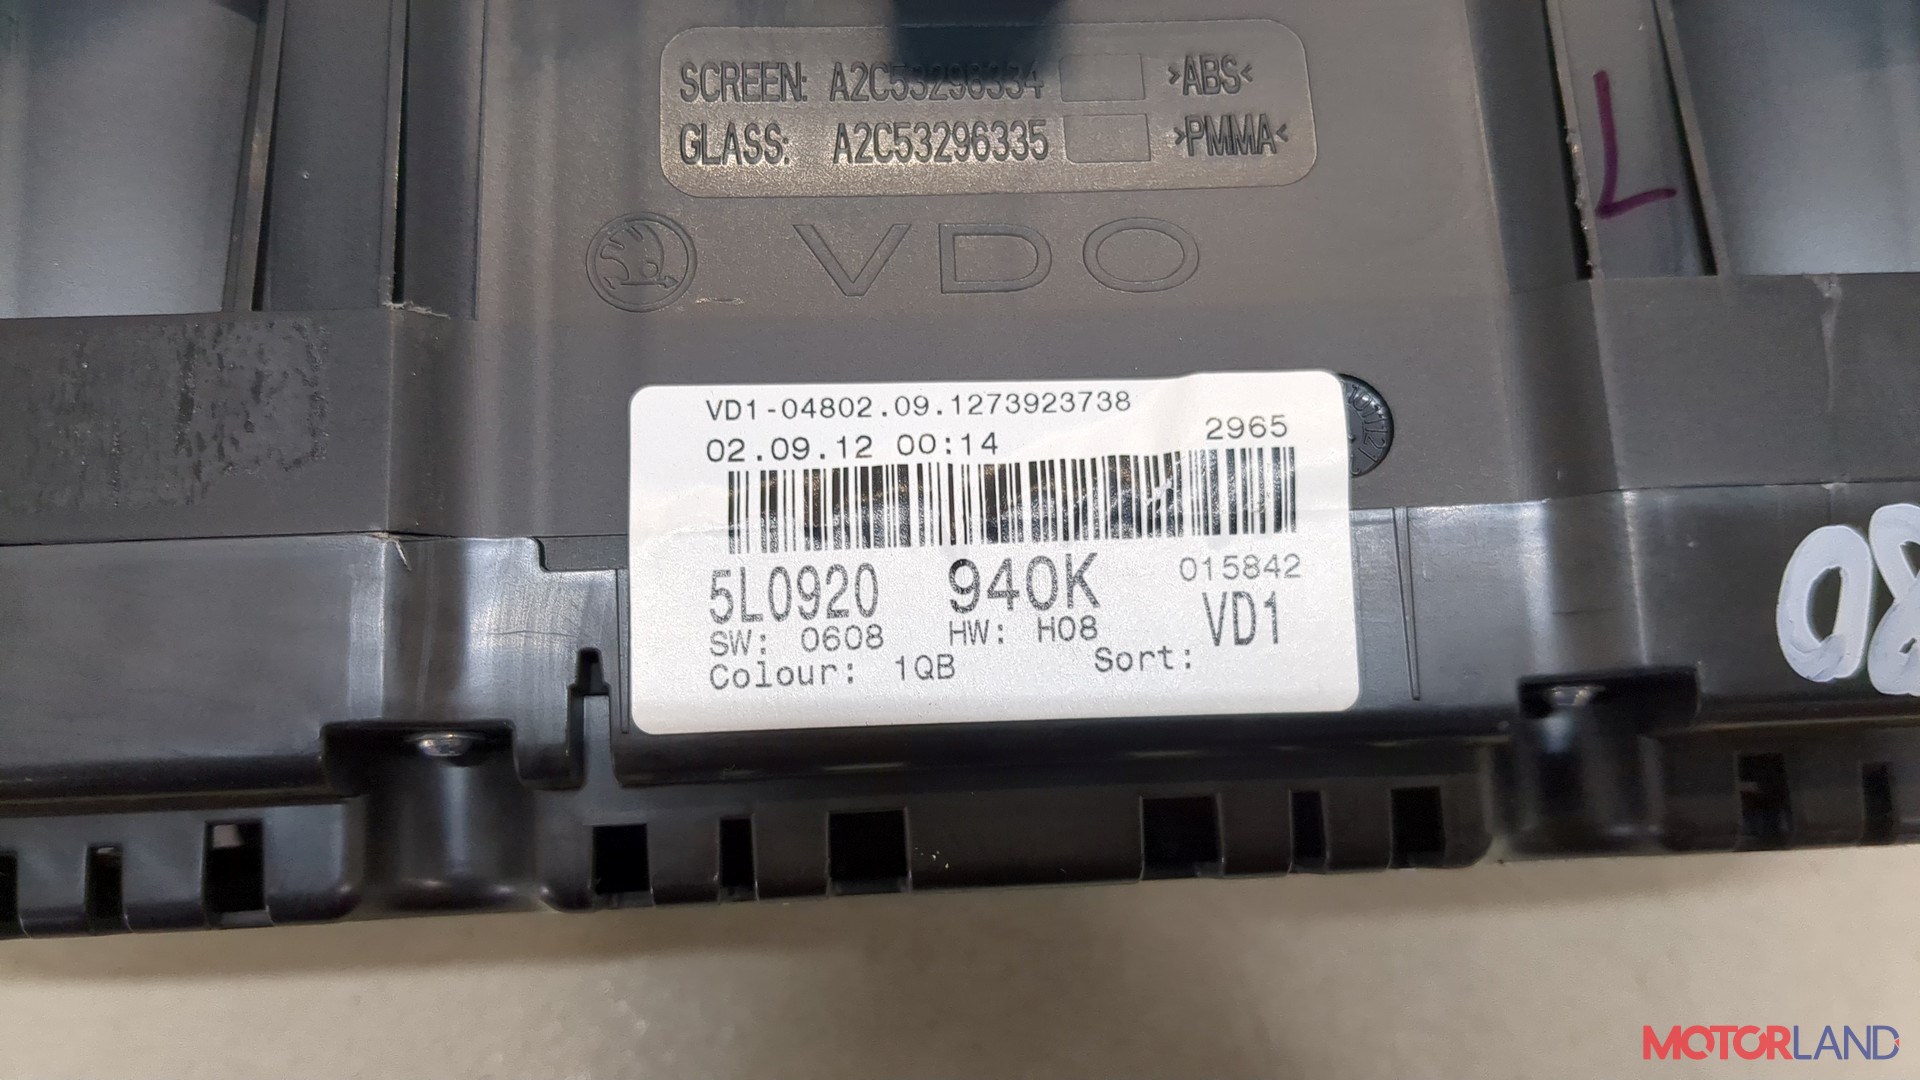 SCREEN: A2C53296334 >ABS<
GLASS: A2C53296335 >PMMA<
VDO
L
VD1-04802.09.1273923738
02.09.12 00:14 2965
5L0920 940K 015842
SW: 0608 HW: H08 VD1
Colour: 1QB Sort:
MOTORLAND